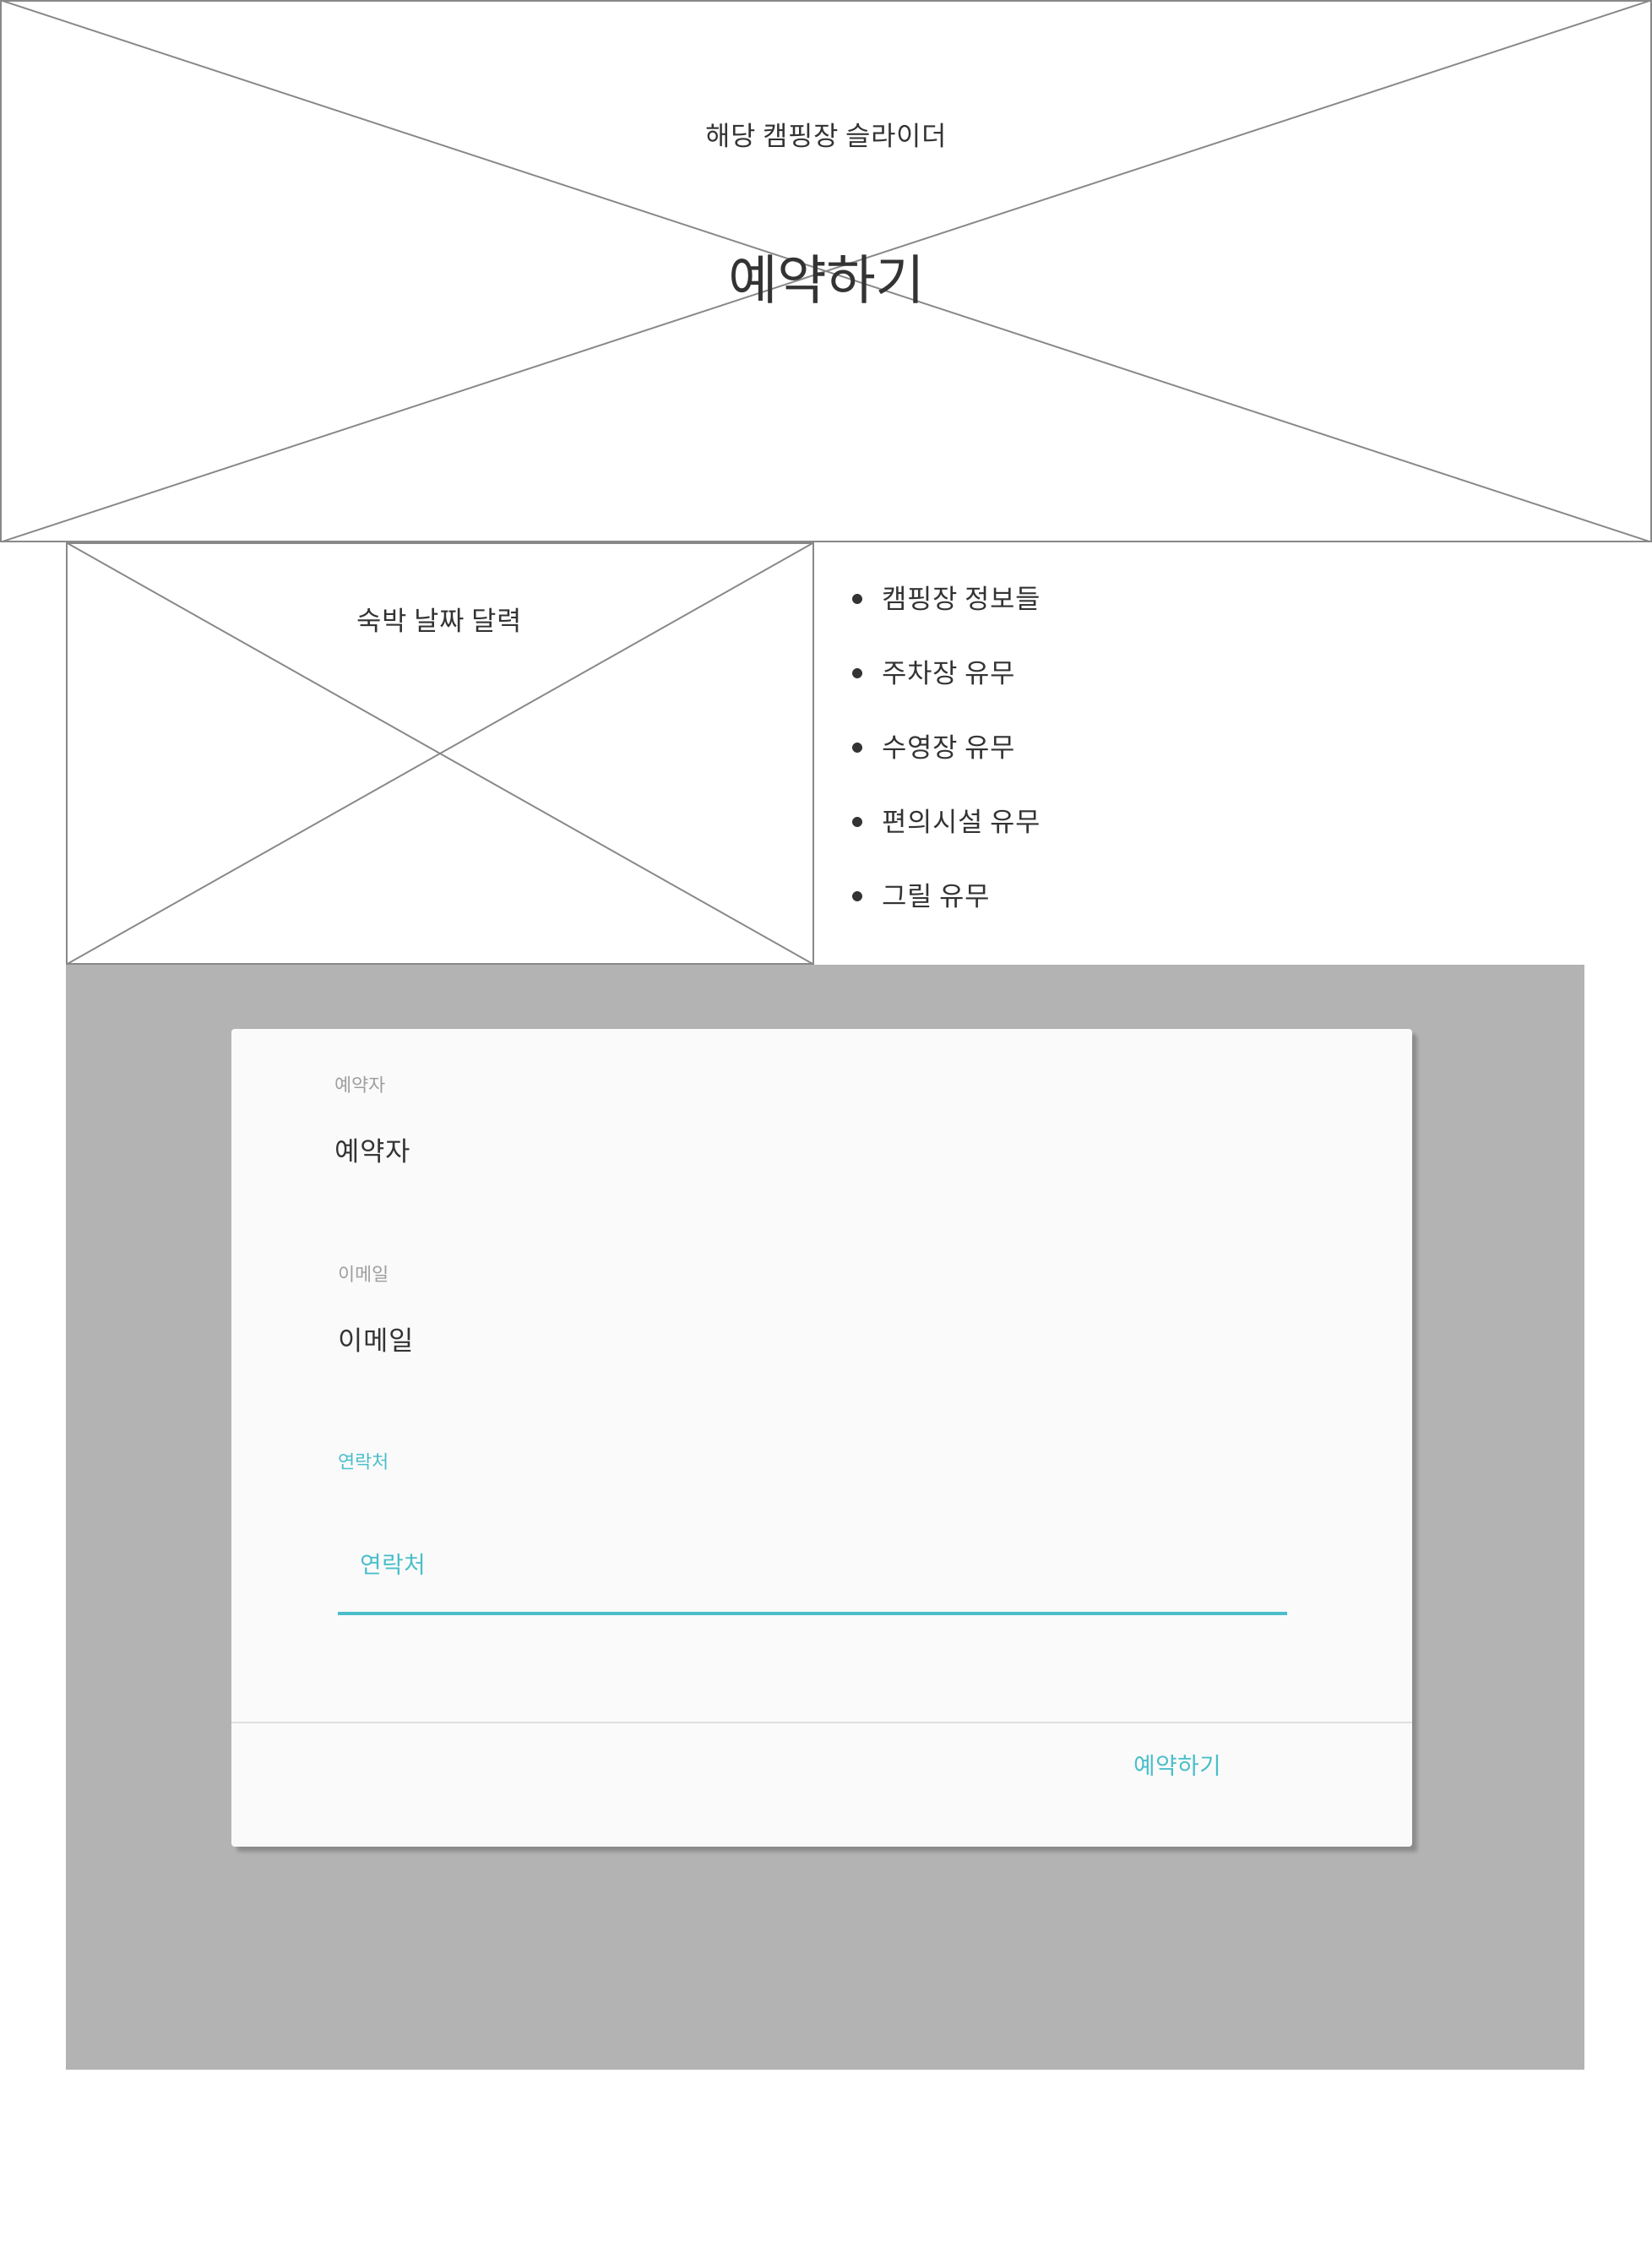 해당 캠핑장 슬라이더
예약하기
숙박 날짜 달력
캠핑장 정보들
주차장 유무
수영장 유무
편의시설 유무
그릴 유무
예약자
예약자
이메일
이메일
연락처
연락처
예약하기